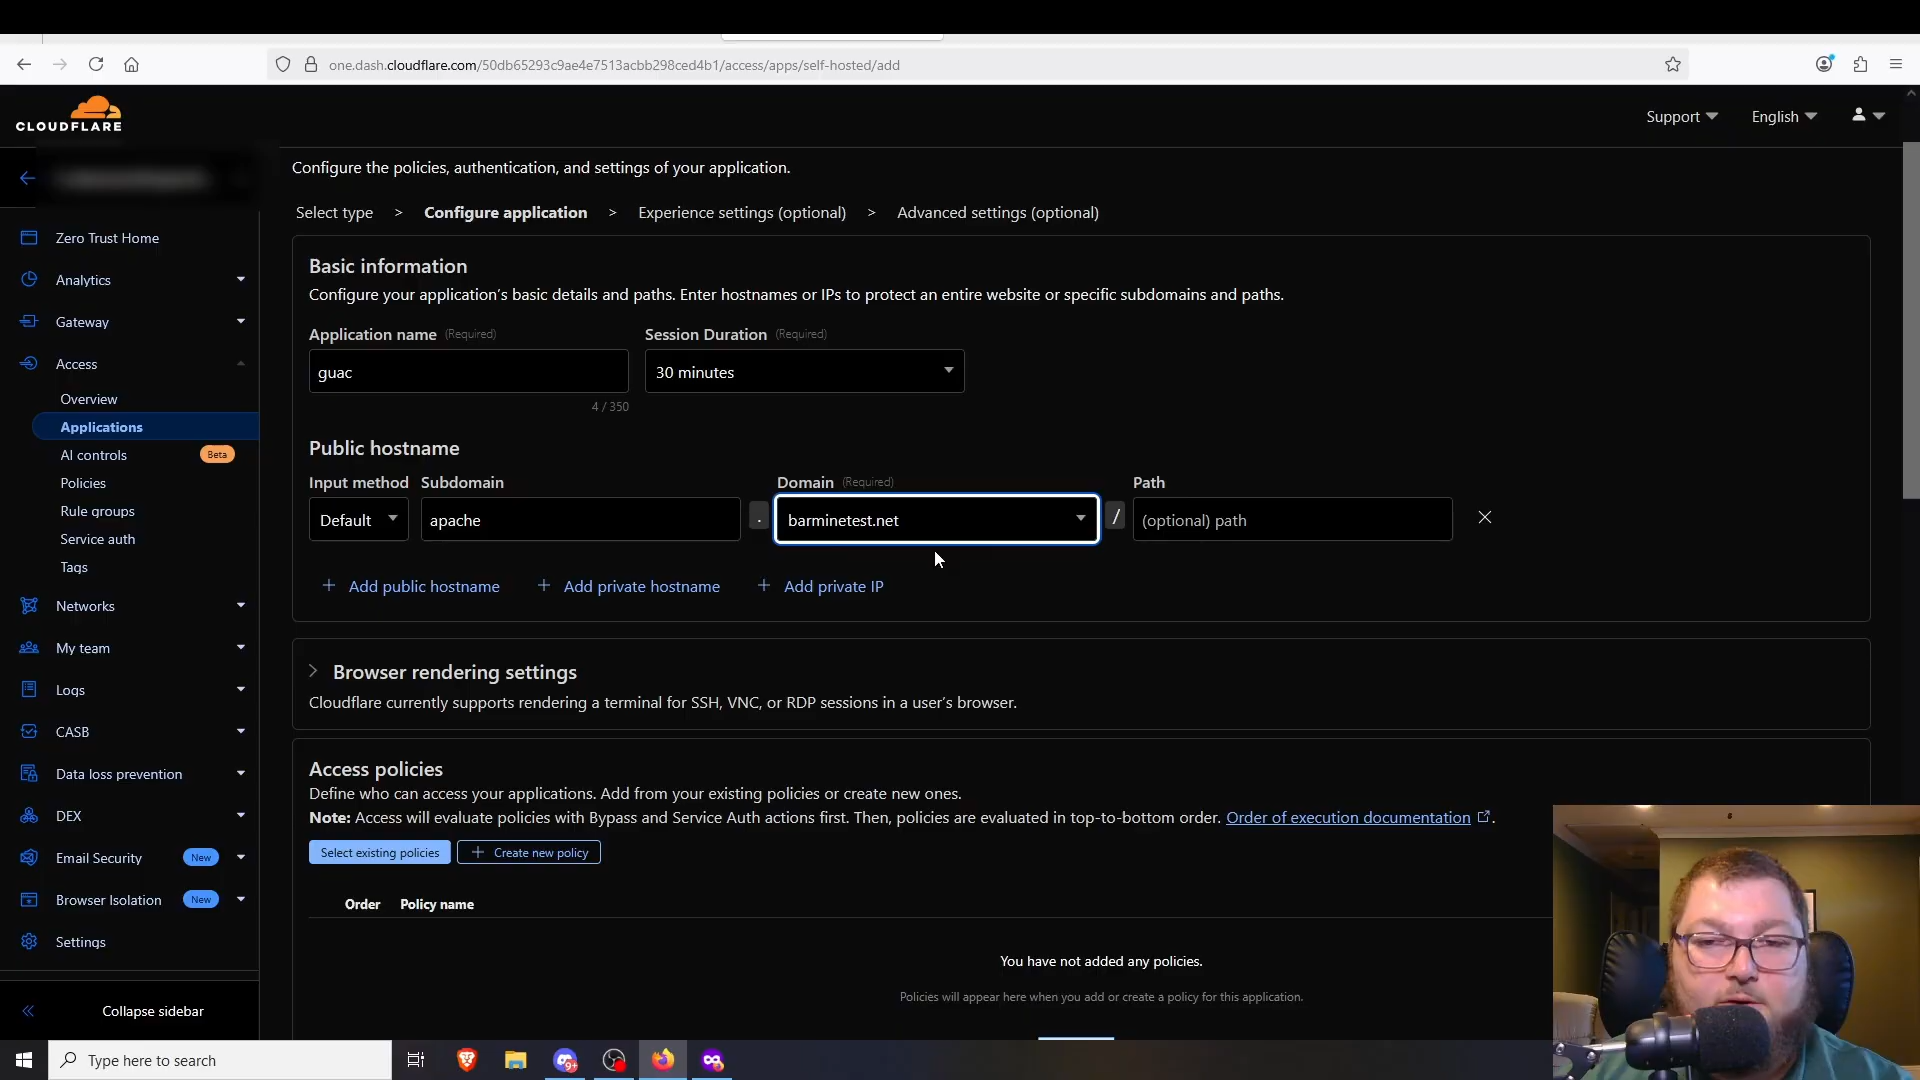 one.dash.cloudflare.com/50db65293c9ae4e7513acbb298ced4b1/access/apps/self-hosted/add
CLOUDFLARE
Support
English
Zero Trust Home
Analytics
Gateway
Access
Overview
Applications
AI controls Beta
Policies
Rule groups
Service auth
Tags
Networks
My team
Logs
CASB
Data loss prevention
DEX
Email Security New
Browser Isolation New
Settings
Collapse sidebar
Configure the policies, authentication, and settings of your application.
Select type > Configure application > Experience settings (optional) > Advanced settings (optional)
Basic information
Configure your application's basic details and paths. Enter hostnames or IPs to protect an entire website or specific subdomains and paths.
Application name (Required) Session Duration (Required)
guac 30 minutes
4 / 350
Public hostname
Input method Subdomain Domain (Required) Path
Default apache . barminetest.net / (optional) path
+ Add public hostname + Add private hostname + Add private IP
Browser rendering settings
Cloudflare currently supports rendering a terminal for SSH, VNC, or RDP sessions in a user's browser.
Access policies
Define who can access your applications. Add from your existing policies or create new ones.
Note: Access will evaluate policies with Bypass and Service Auth actions first. Then, policies are evaluated in top-to-bottom order. Order of execution documentation.
Select existing policies + Create new policy
Order Policy name
You have not added any policies.
Policies will appear here when you add or create a policy for this application.
Type here to search
9+